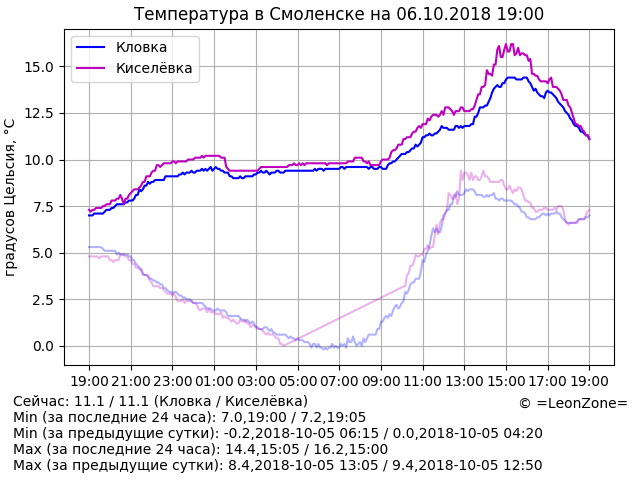 Температура в Смоленске на 06.10.2018 19:00
градусов Цельсия, °C
Кловка
Киселёвка
15.0
12.5
10.0
7.5
5.0
2.5
0.0
19:00 21:00 23:00 01:00 03:00 05:00 07:00 09:00 11:00 13:00 15:00 17:00 19:00
Сейчас: 11.1 / 11.1 (Кловка / Киселёвка)
© =LeonZone=
Min (за последние 24 часа): 7.0,19:00 / 7.2,19:05
Min (за предыдущие сутки): -0.2,2018-10-05 06:15 / 0.0,2018-10-05 04:20
Max (за последние 24 часа): 14.4,15:05 / 16.2,15:00
Max (за предыдущие сутки): 8.4,2018-10-05 13:05 / 9.4,2018-10-05 12:50